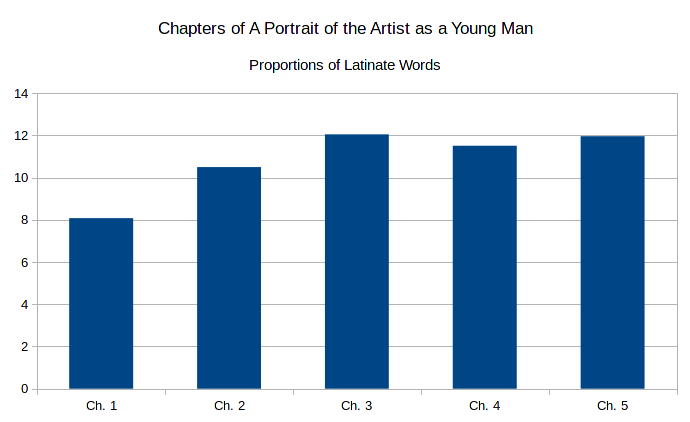 Chapters of A Portrait of the Artist as a Young Man
Proportions of Latinate Words
14
12
10
8
6
4
2
0
Ch. 1 Ch. 2 Ch. 3 Ch. 4 Ch. 5